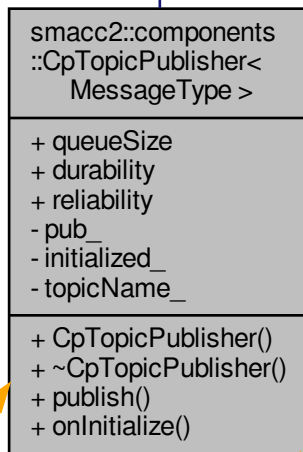 smacc2::components
::CpTopicPublisher<
MessageType >
+ queueSize
+ durability
+ reliability
- pub_
- initialized_
- topicName_
+ CpTopicPublisher()
+ ~CpTopicPublisher()
+ publish()
+ onInitialize()